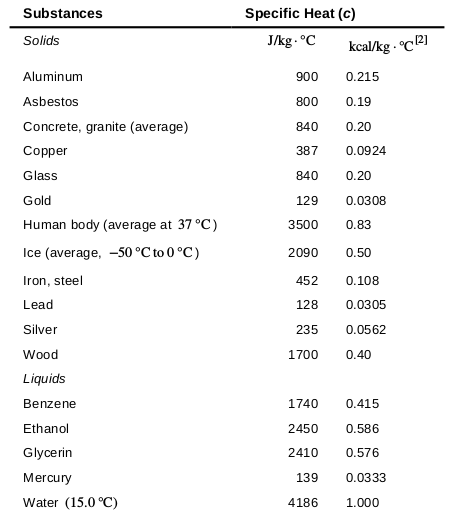 Substances Specific Heat (c)
Solids J/kg · °C kcal/kg · °C[2]
Aluminum 900 0.215
Asbestos 800 0.19
Concrete, granite (average) 840 0.20
Copper 387 0.0924
Glass 840 0.20
Gold 129 0.0308
Human body (average at 37 °C) 3500 0.83
Ice (average, −50 °C to 0 °C) 2090 0.50
Iron, steel 452 0.108
Lead 128 0.0305
Silver 235 0.0562
Wood 1700 0.40
Liquids
Benzene 1740 0.415
Ethanol 2450 0.586
Glycerin 2410 0.576
Mercury 139 0.0333
Water (15.0 °C) 4186 1.000